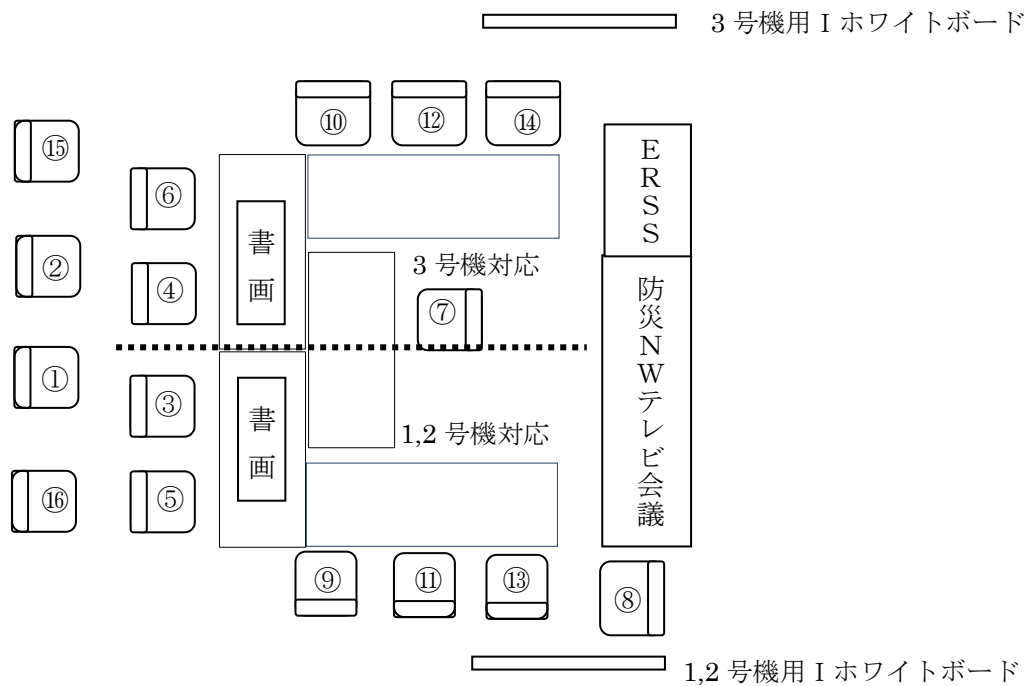 3 号機用 I ホワイトボード
⑩ ⑫ ⑭
⑮
⑥
ERSS
書画
②
④
3 号機対応
⑦
防災NWテレビ会議
①
③
書画
1,2 号機対応
⑯
⑤
⑨ ⑪ ⑬
⑧
1,2 号機用 I ホワイトボード